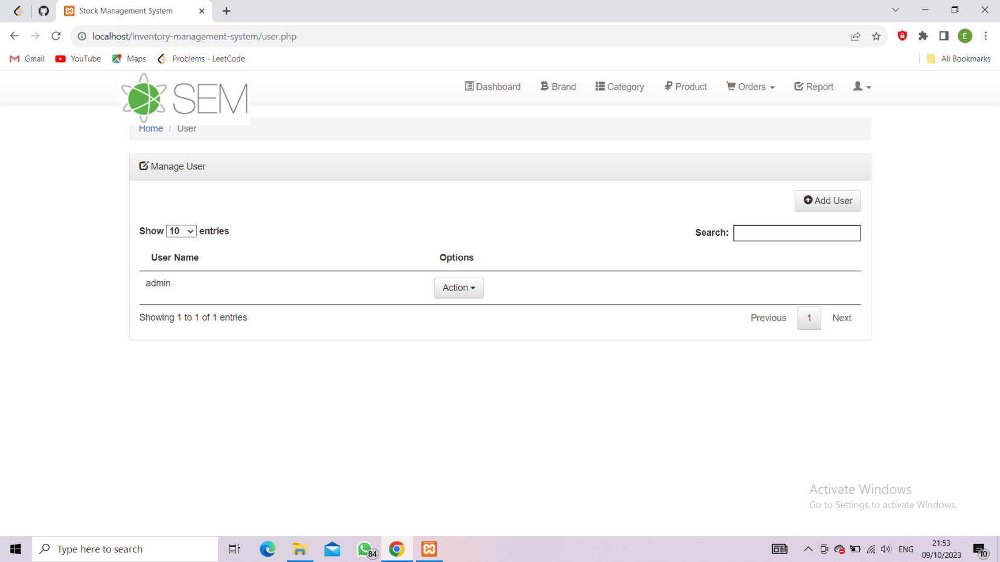 Stock Management System
localhost/inventory-management-system/user.php
E
Gmail YouTube Maps Problems - LeetCode All Bookmarks
SEM
Dashboard Brand Category Product Orders Report
Home / User
Manage User
Add User
Show 10 entries
Search:
User Name Options
admin Action
Showing 1 to 1 of 1 entries
Previous 1 Next
Activate Windows
Go to Settings to activate Windows.
Type here to search
84
ENG
21:53
09/10/2023
10